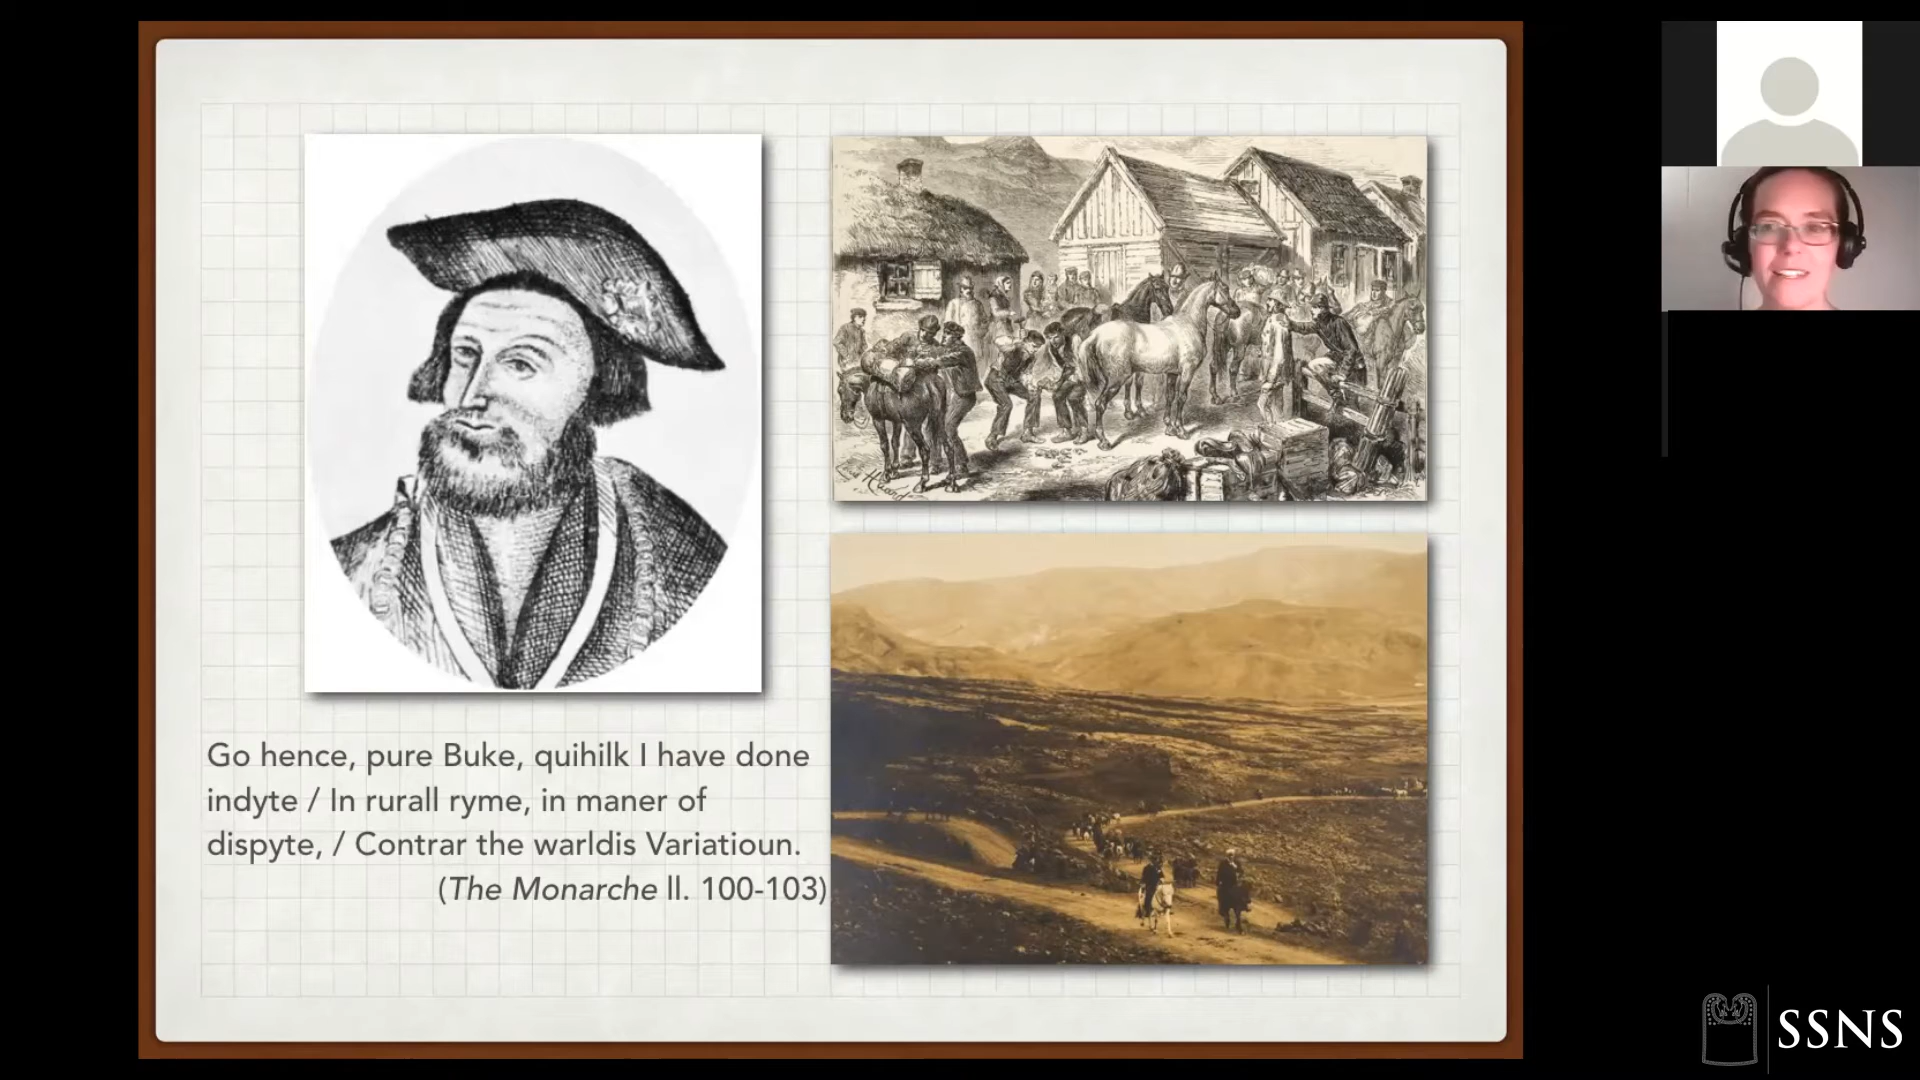 Go hence, pure Buke, quihilk I have done
indyte / In rurall ryme, in maner of
dispyte, / Contrar the warldis Variatioun.
(The Monarche ll. 100-103)
SSNS